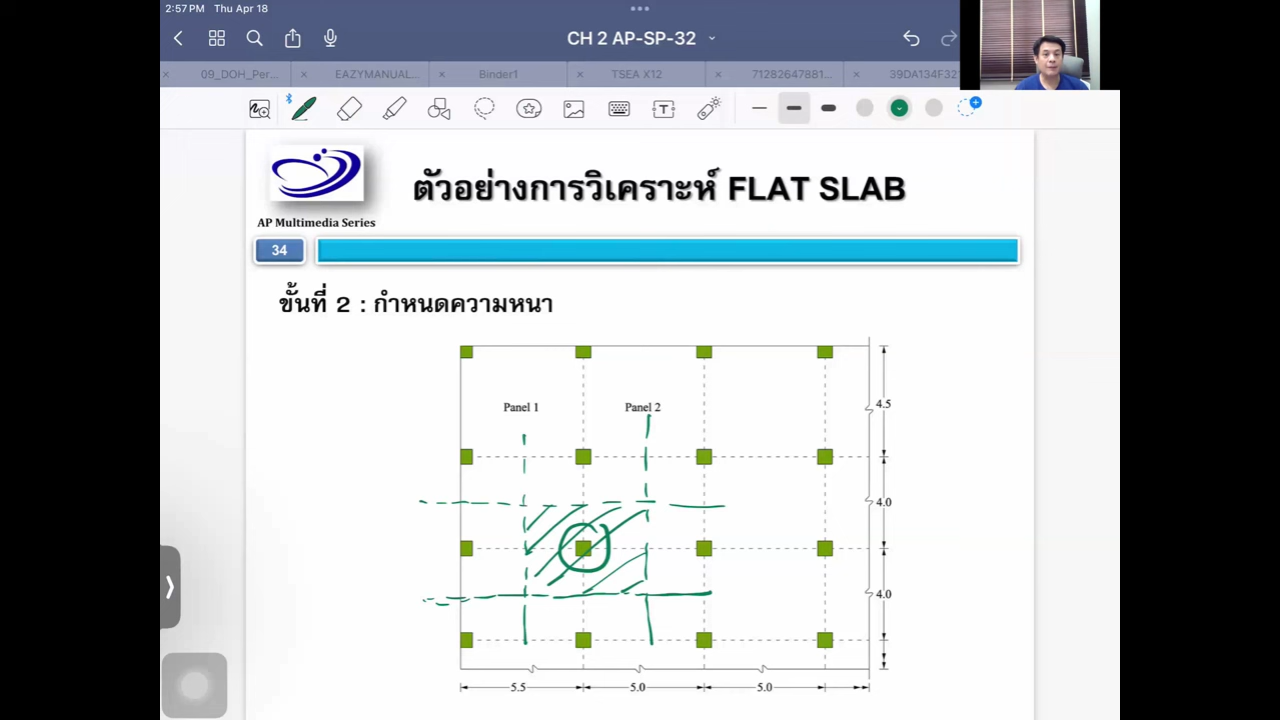 2:57PM Thu Apr 18
CH 2 AP-SP-32
09_DOH_Per...
EAZYMANUAL...
Binder1
TSEA X12
71282647881...
39DA134F321
T
ตัวอย่างการวิเคราะห์ FLAT SLAB
AP Multimedia Series
34
ขั้นที่ 2 : กำหนดความหนา
Panel 1
Panel 2
4.5
4.0
4.0
5.5
5.0
5.0